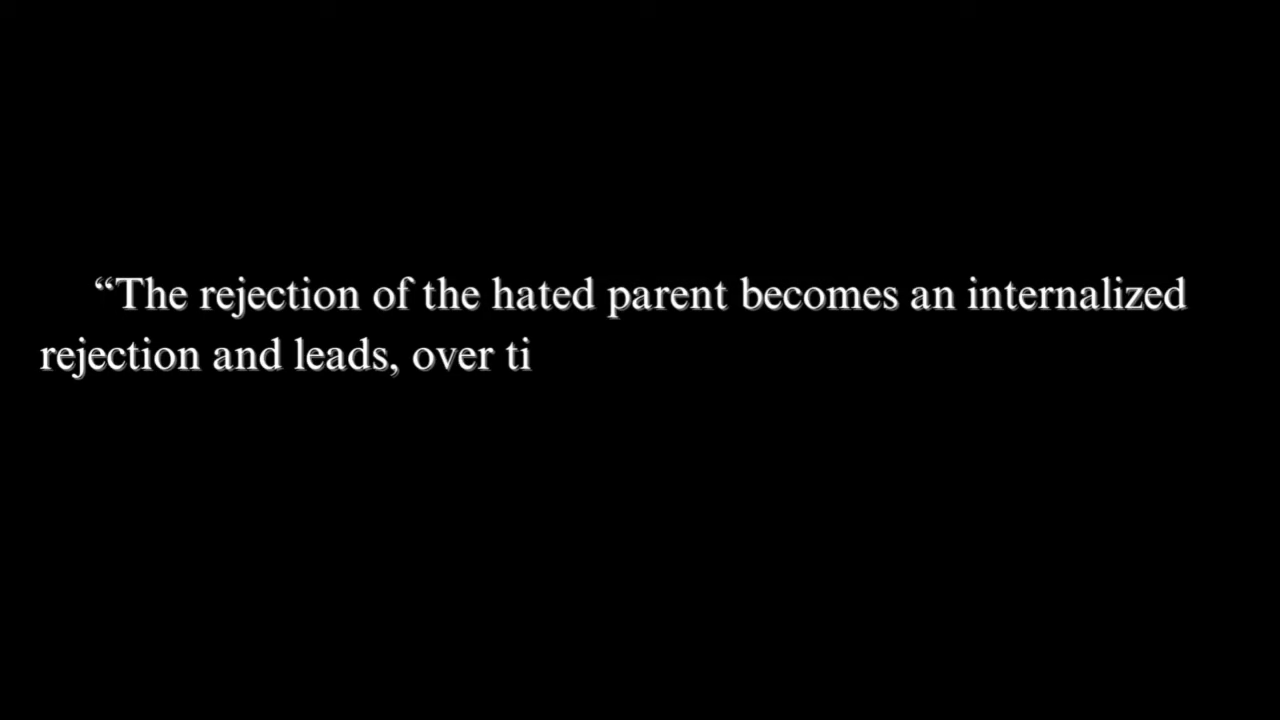 “The rejection of the hated parent becomes an internalized
rejection and leads, over ti